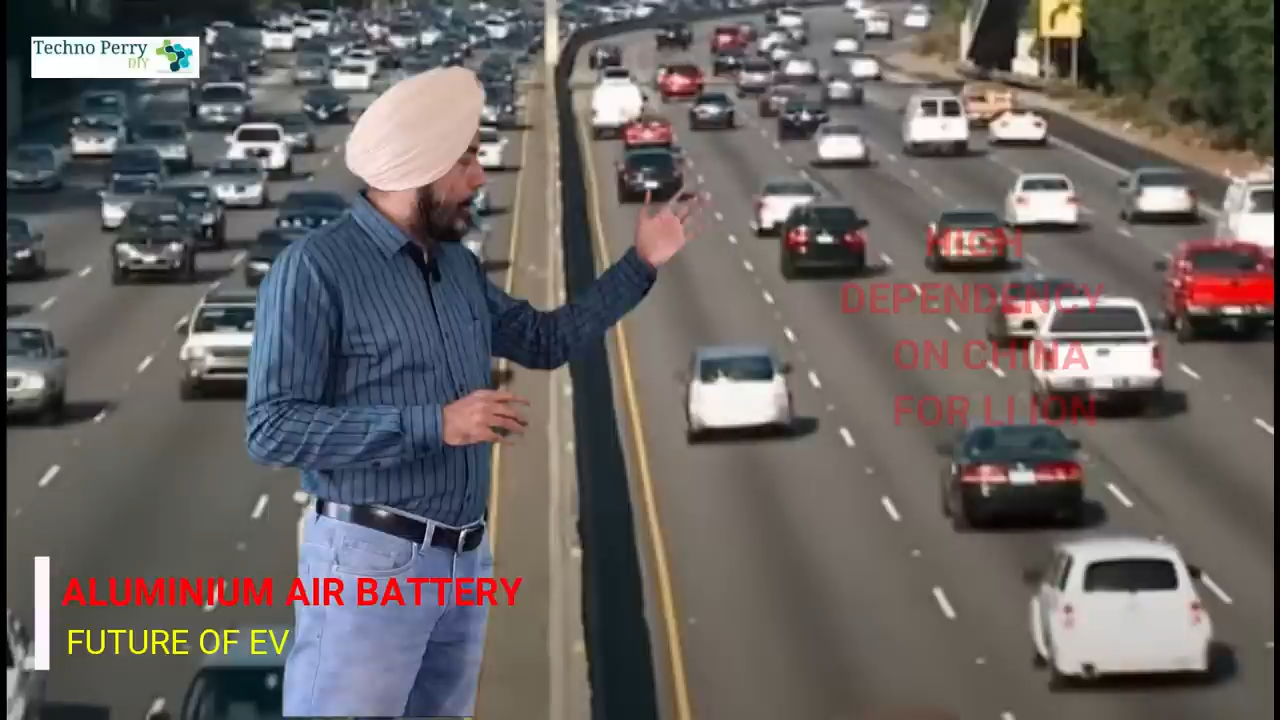 Techno Perry
DIY
HIGH
DEPENDENCY
ON CHINA
FOR LI ION
ALUMINIUM AIR BATTERY
FUTURE OF EV